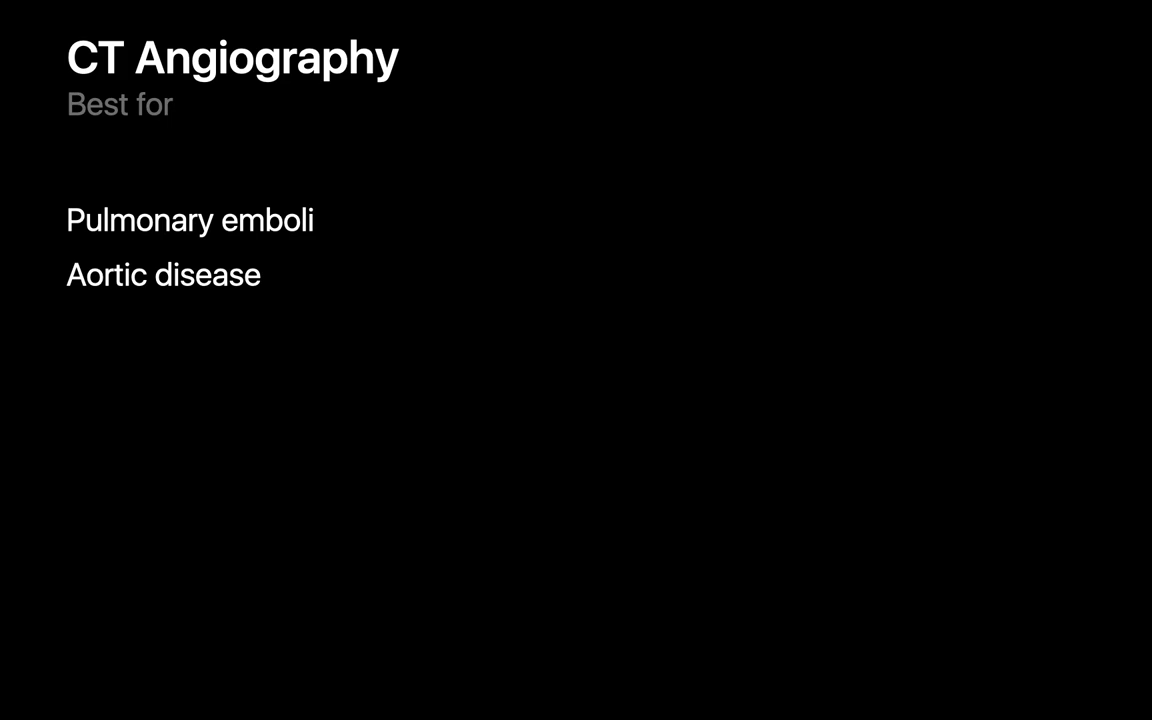 CT Angiography
Best for
Pulmonary emboli
Aortic disease